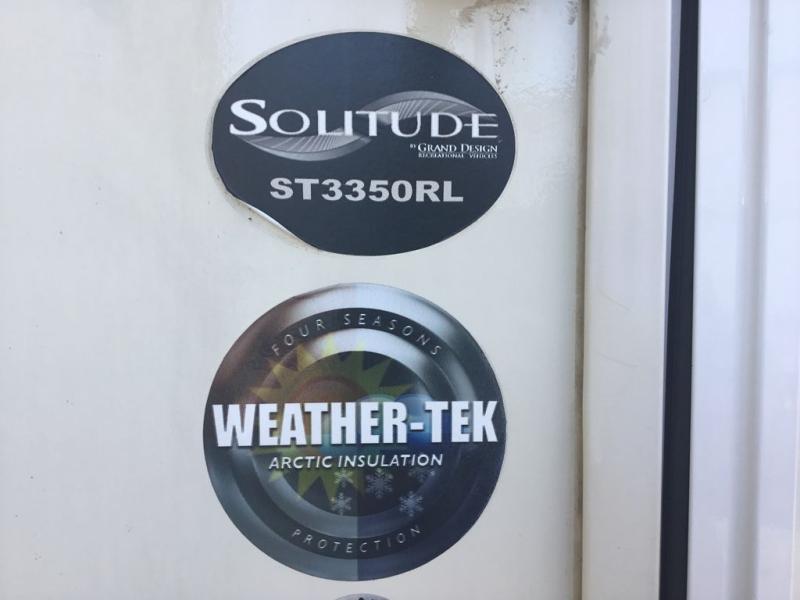 SOLITUDE
BY GRAND DESIGN
RECREATIONAL VEHICLES
ST3350RL
FOUR SEASONS
WEATHER-TEK
ARCTIC INSULATION
PROTECTION